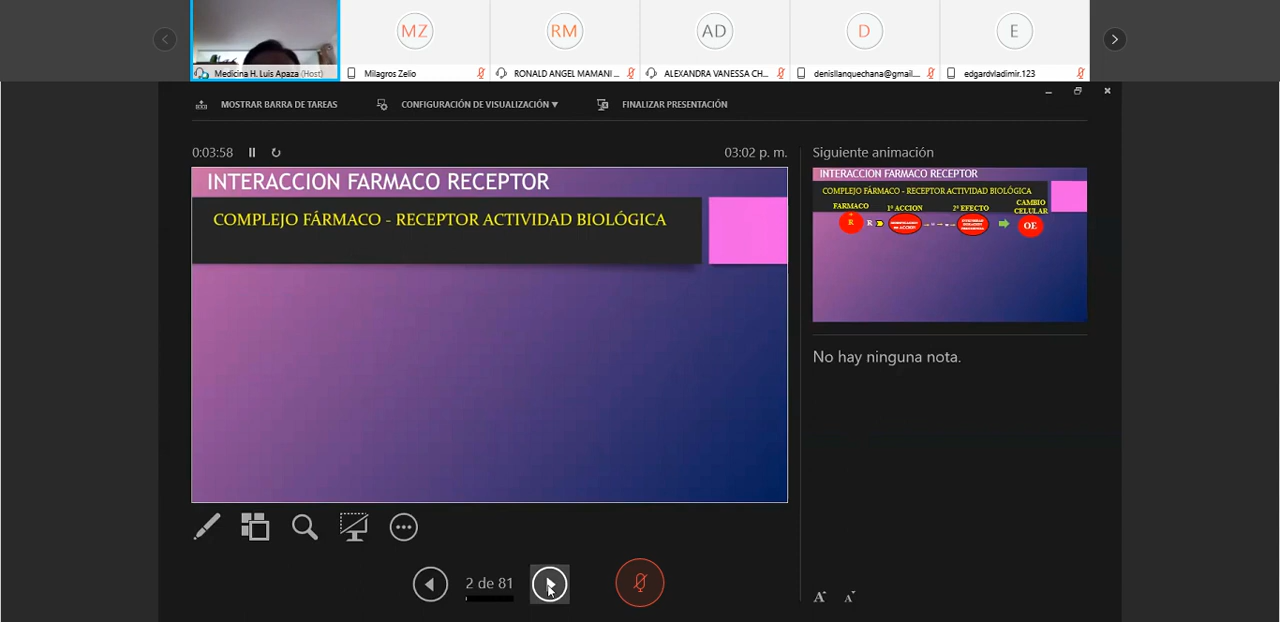 MZ
RM
AD
D
E
Medicina H. Luis Apaza (Host)
Milagros Zelio
RONALD ANGEL MAMANI ...
ALEXANDRA VANESSA CH...
denisllanquechana@gmail....
edgardvladimir.123
MOSTRAR BARRA DE TAREAS
CONFIGURACIÓN DE VISUALIZACIÓN ▼
FINALIZAR PRESENTACIÓN
0:03:58
03:02 p. m.
Siguiente animación
INTERACCION FARMACO RECEPTOR
COMPLEJO FÁRMACO - RECEPTOR ACTIVIDAD BIOLÓGICA
INTERACCION FARMACO RECEPTOR
COMPLEJO FÁRMACO - RECEPTOR ACTIVIDAD BIOLÓGICA
FARMACO
1º ACCION
2º EFECTO
CAMBIO
CELULAR
R
R
OE
No hay ninguna nota.
2 de 81
A
A